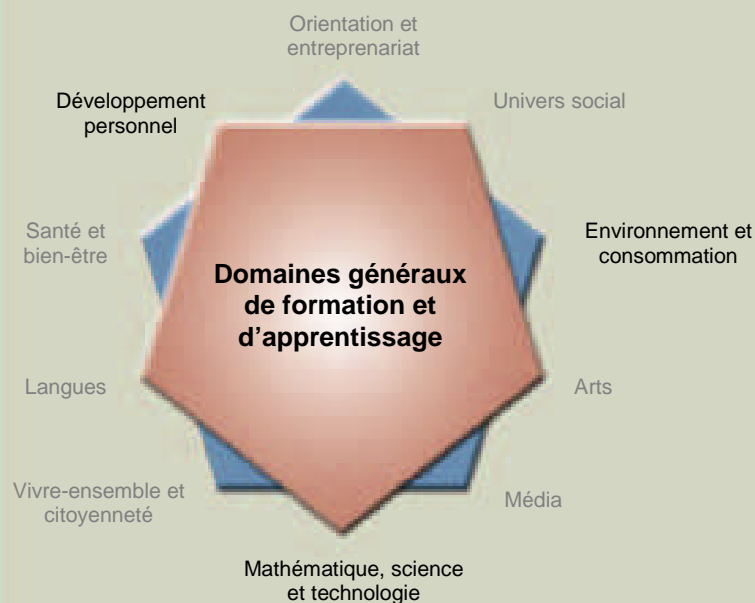 Orientation et
entreprenariat
Développement
personnel
Univers social
Santé et
bien-être
Environnement et
consommation
Domaines généraux
de formation et
d'apprentissage
Langues
Arts
Vivre-ensemble et
citoyenneté
Média
Mathématique, science
et technologie